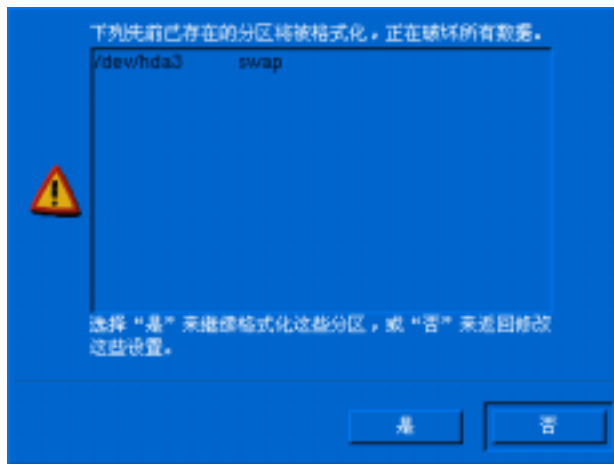 下列先前已存在的分区将被格式化，正在破坏所有数据。
/dev/hda3 swap
选择“是”来继续格式化这些分区，或“否”来返回修改
这些设置。
是 否